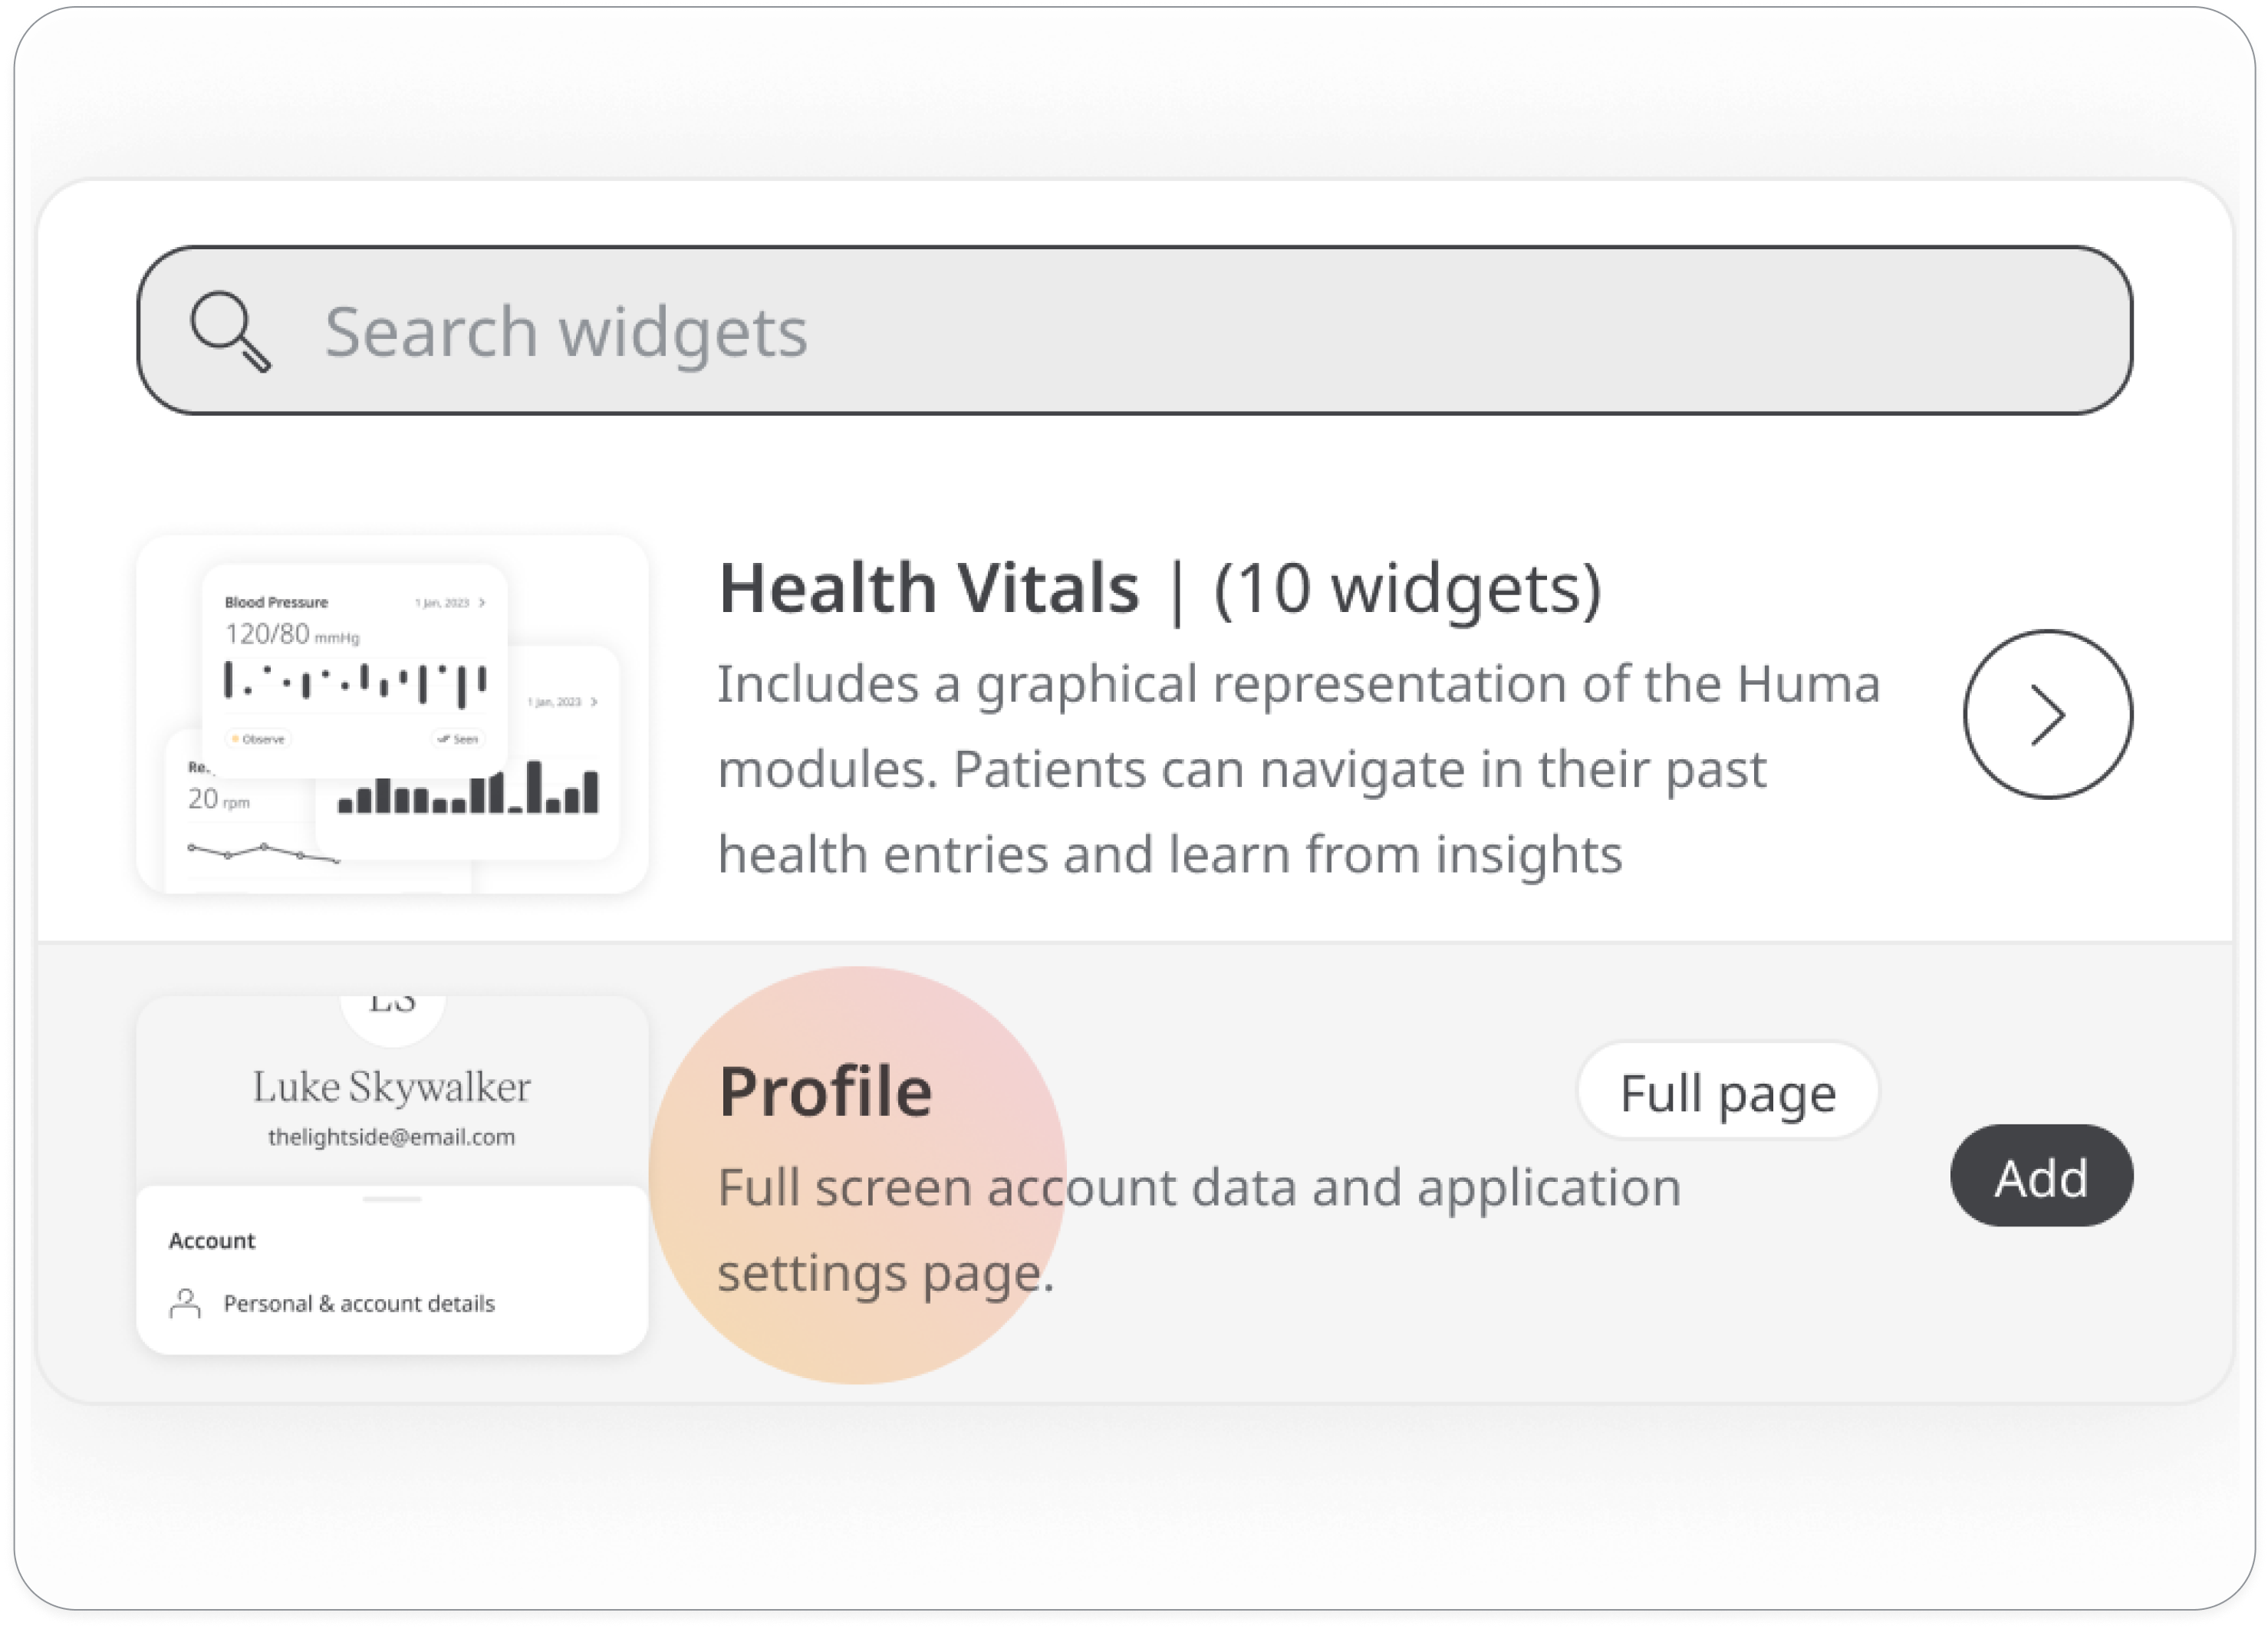 Search widgets
Blood Pressure
1 Jan, 2023
120/80 mmHg
Observe
Seen
1 Jan, 2023
20 rpm
Health Vitals | (10 widgets)
Includes a graphical representation of the Huma
modules. Patients can navigate in their past
health entries and learn from insights
LS
Luke Skywalker
thelightside@email.com
Account
Personal & account details
Profile
Full page
Full screen account data and application
settings page.
Add